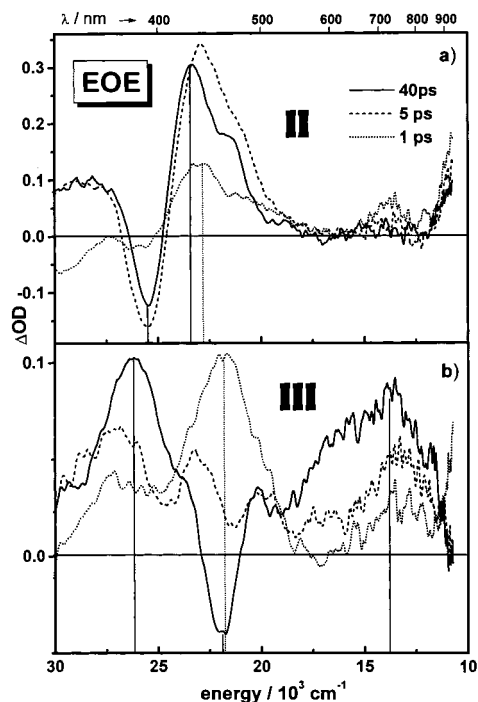 λ / nm → 400 500 600 700 800 900
a)
EOE
II
40ps
5 ps
1 ps
0.3
0.2
0.1
0.0
-0.1
ΔOD
b)
III
0.1
0.0
30 25 20 15 10
energy / 10³ cm⁻¹